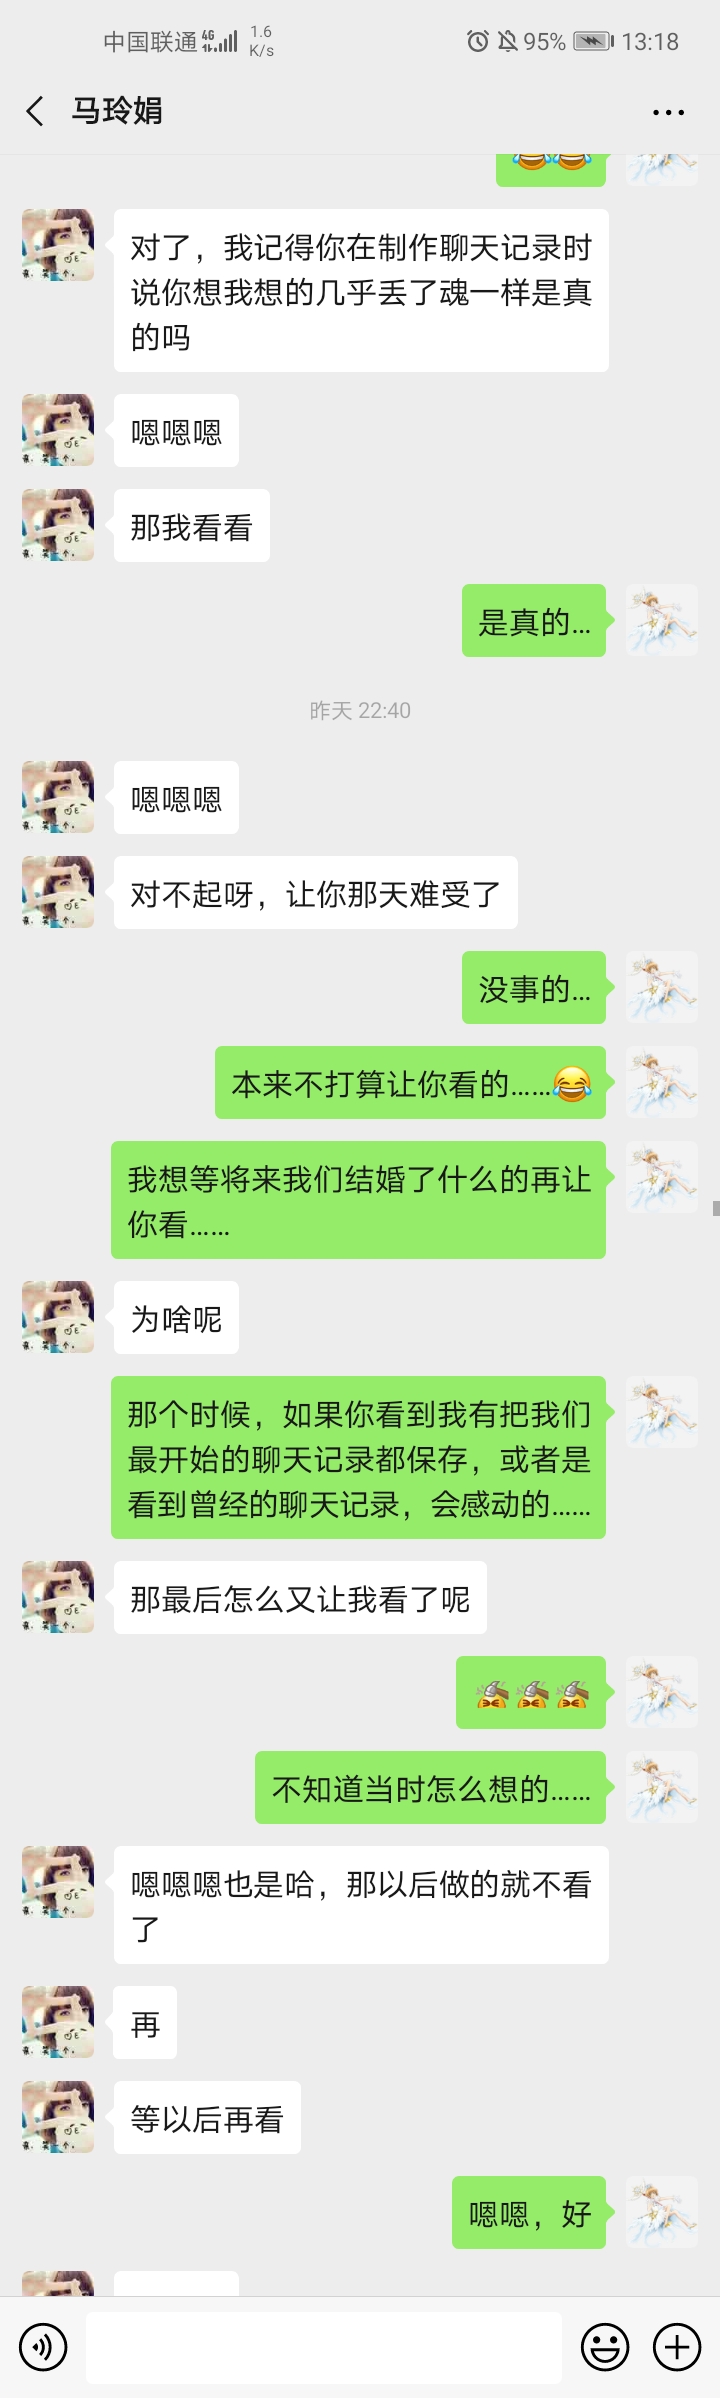 中国联通 4G 1.6 K/s 95% 13:18
马玲娟
对了，我记得你在制作聊天记录时
说你想我想的几乎丢了魂一样是真
的吗
嗯嗯嗯
那我看看
是真的...
昨天 22:40
嗯嗯嗯
对不起呀，让你那天难受了
没事的...
本来不打算让你看的......😂
我想等将来我们结婚了什么的再让
你看......
为啥呢
那个时候，如果你看到我有把我们
最开始的聊天记录都保存，或者是
看到曾经的聊天记录，会感动的......
那最后怎么又让我看了呢
不知道当时怎么想的......
嗯嗯嗯也是哈，那以后做的就不看
了
再
等以后再看
嗯嗯，好